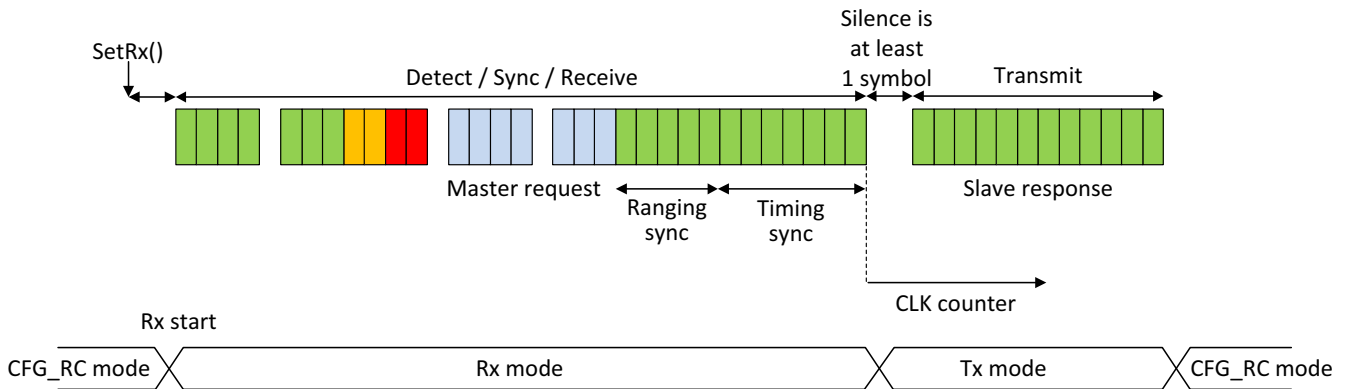 Silence is
at least
1 symbol
SetRx()
Detect / Sync / Receive
Transmit
Master request
Ranging
sync
Timing
sync
Slave response
CLK counter
Rx start
CFG_RC mode
Rx mode
Tx mode
CFG_RC mode